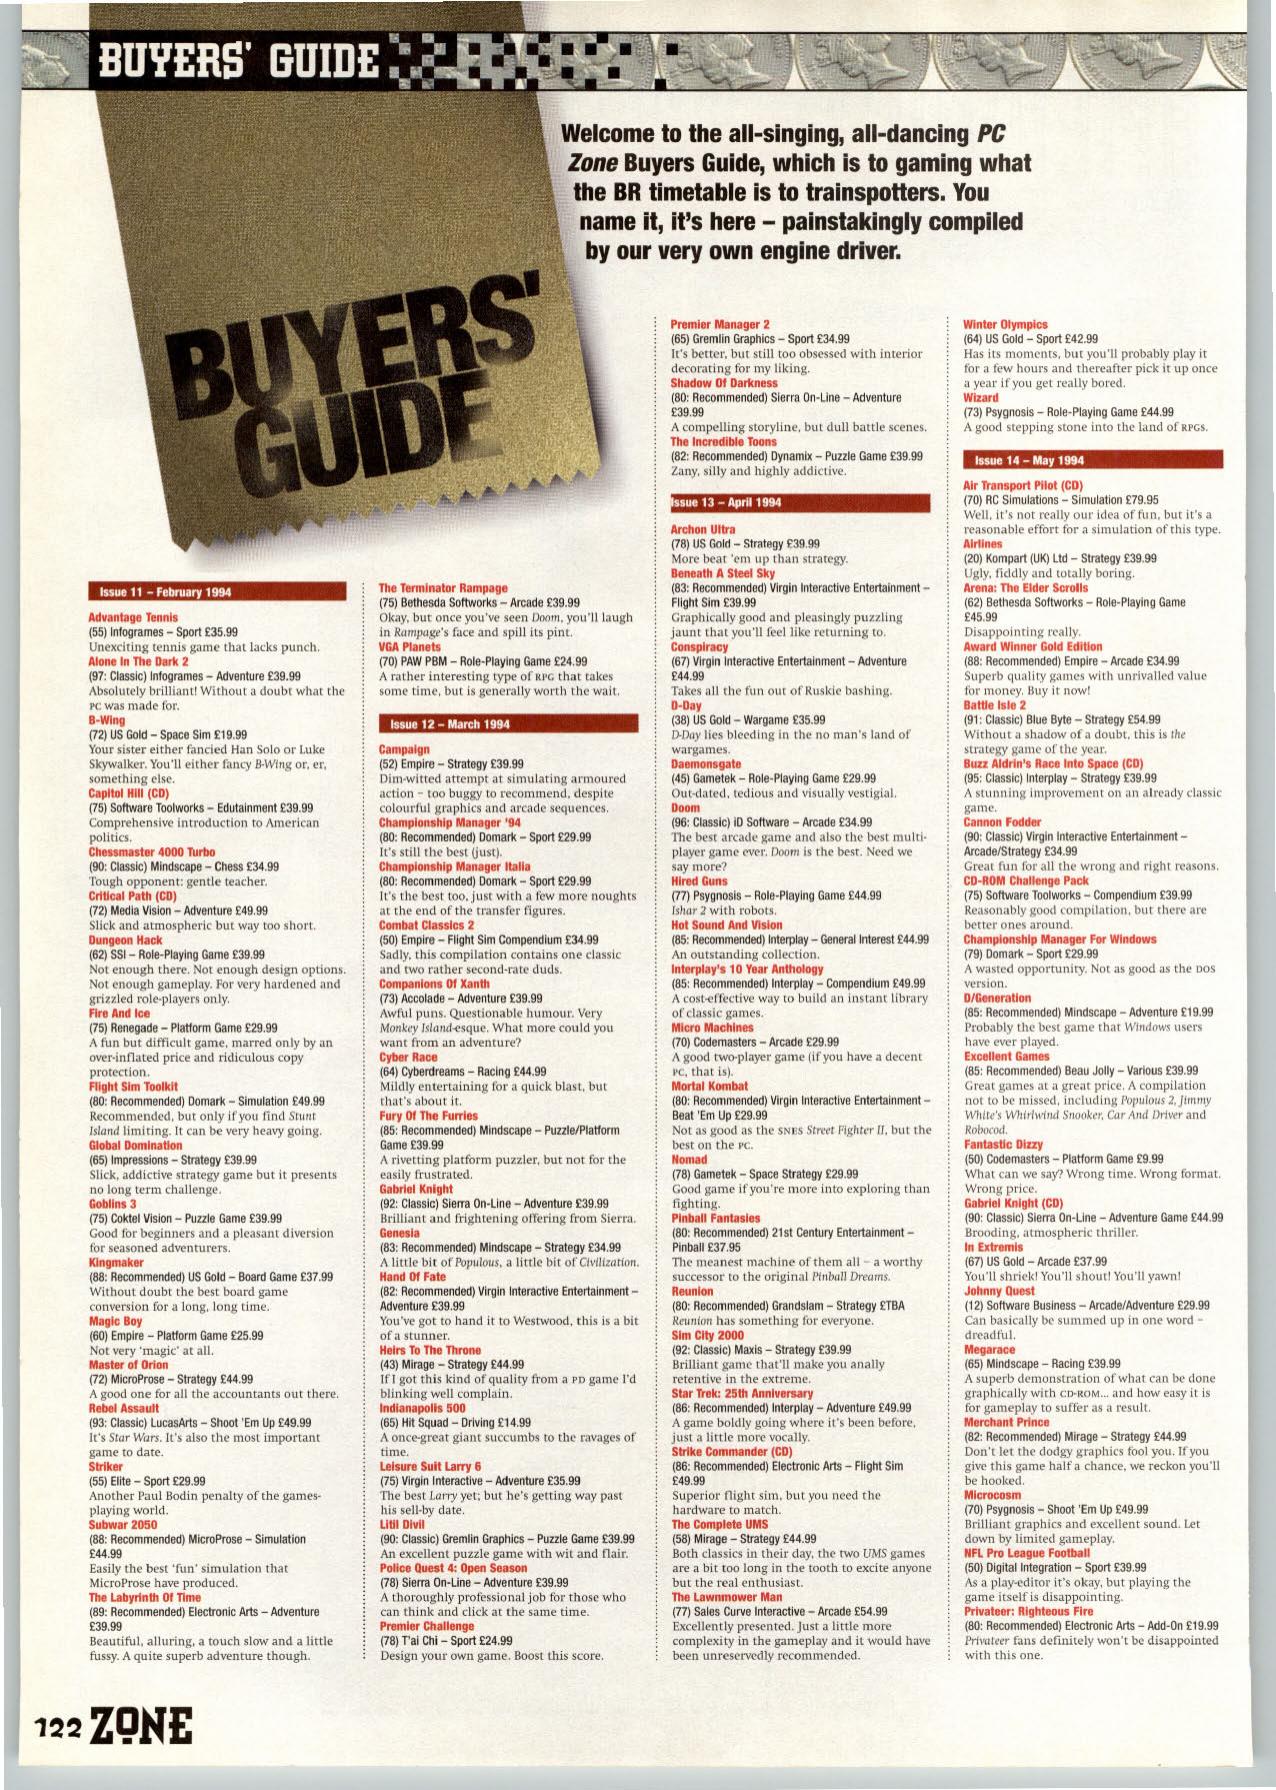 BUYERS' GUIDE
Welcome to the all-singing, all-dancing PC
Zone Buyers Guide, which is to gaming what
the BR timetable is to trainspotters. You
name it, it's here – painstakingly compiled
by our very own engine driver.
BUYERS'
GUIDE
Issue 11 – February 1994
Advantage Tennis
(55) Infogrames – Sport £35.99
Unexciting tennis game that lacks punch.
Alone In The Dark 2
(97: Classic) Infogrames – Adventure £39.99
Absolutely brilliant! Without a doubt what the
PC was made for.
B-Wing
(72) US Gold – Space Sim £19.99
Your sister either fancied Han Solo or Luke
Skywalker. You'll either fancy B-Wing or, er,
something else.
Capitol Hill (CD)
(75) Software Toolworks – Edutainment £39.99
Comprehensive introduction to American
politics.
Chessmaster 4000 Turbo
(90: Classic) Mindscape – Chess £34.99
Tough opponent: gentle teacher.
Critical Path (CD)
(72) Media Vision – Adventure £49.99
Slick and atmospheric but way too short.
Dungeon Hack
(62) SSI – Role-Playing Game £39.99
Not enough there. Not enough design options.
Not enough gameplay. For very hardened and
grizzled role-players only.
Fire And Ice
(75) Renegade – Platform Game £29.99
A fun but difficult game, marred only by an
over-inflated price and ridiculous copy
protection.
Flight Sim Toolkit
(80: Recommended) Domark – Simulation £49.99
Recommended, but only if you find Stunt
Island limiting. It can be very heavy going.
Global Domination
(65) Impressions – Strategy £39.99
Slick, addictive strategy game but it presents
no long term challenge.
Goblins 3
(75) Coktel Vision – Puzzle Game £39.99
Good for beginners and a pleasant diversion
for seasoned adventurers.
Kingmaker
(88: Recommended) US Gold – Board Game £37.99
Without doubt the best board game
conversion for a long, long time.
Magic Boy
(60) Empire – Platform Game £25.99
Not very 'magic' at all.
Master of Orion
(72) MicroProse – Strategy £44.99
A good one for all the accountants out there.
Rebel Assault
(93: Classic) LucasArts – Shoot 'Em Up £49.99
It's Star Wars. It's also the most important
game to date.
Striker
(55) Elite – Sport £29.99
Another Paul Bodin penalty of the games-
playing world.
Subwar 2050
(88: Recommended) MicroProse – Simulation
£44.99
Easily the best 'fun' simulation that
MicroProse have produced.
The Labyrinth Of Time
(89: Recommended) Electronic Arts – Adventure
£39.99
Beautiful, alluring, a touch slow and a little
fussy. A quite superb adventure though.
The Terminator Rampage
(75) Bethesda Softworks – Arcade £39.99
Okay, but once you've seen Doom, you'll laugh
in Rampage's face and spill its pint.
VGA Planets
(70) PAW PBM – Role-Playing Game £24.99
A rather interesting type of RPG that takes
some time, but is generally worth the wait.
Issue 12 – March 1994
Campaign
(52) Empire – Strategy £39.99
Dim-witted attempt at simulating armoured
action – too buggy to recommend, despite
colourful graphics and arcade sequences.
Championship Manager '94
(80: Recommended) Domark – Sport £29.99
It's still the best (just).
Championship Manager Italia
(80: Recommended) Domark – Sport £29.99
It's the best too, just with a few more noughts
at the end of the transfer figures.
Combat Classics 2
(50) Empire – Flight Sim Compendium £34.99
Sadly, this compilation contains one classic
and two rather second-rate duds.
Companions Of Xanth
(73) Accolade – Adventure £39.99
Awful puns. Questionable humour. Very
Monkey Island-esque. What more could you
want from an adventure?
Cyber Race
(64) Cyberdreams – Racing £44.99
Mildly entertaining for a quick blast, but
that's about it.
Fury Of The Furries
(85: Recommended) Mindscape – Puzzle/Platform
Game £39.99
A rivetting platform puzzler, but not for the
easily frustrated.
Gabriel Knight
(92: Classic) Sierra On-Line – Adventure £39.99
Brilliant and frightening offering from Sierra.
Genesia
(83: Recommended) Mindscape – Strategy £34.99
A little bit of Populous, a little bit of Civilization.
Hand Of Fate
(82: Recommended) Virgin Interactive Entertainment –
Adventure £39.99
You've got to hand it to Westwood, this is a bit
of a stunner.
Heirs To The Throne
(43) Mirage – Strategy £44.99
If I got this kind of quality from a PD game I'd
blinking well complain.
Indianapolis 500
(65) Hit Squad – Driving £14.99
A once-great giant succumbs to the ravages of
time.
Leisure Suit Larry 6
(75) Virgin Interactive – Adventure £35.99
The best Larry yet; but he's getting way past
his sell-by date.
Litil Divil
(90: Classic) Gremlin Graphics – Puzzle Game £39.99
An excellent puzzle game with wit and flair.
Police Quest 4: Open Season
(78) Sierra On-Line – Adventure £39.99
A thoroughly professional job for those who
can think and click at the same time.
Premier Challenge
(78) T'ai Chi – Sport £24.99
Design your own game. Boost this score.
Premier Manager 2
(65) Gremlin Graphics – Sport £34.99
It's better, but still too obsessed with interior
decorating for my liking.
Shadow Of Darkness
(80: Recommended) Sierra On-Line – Adventure
£39.99
A compelling storyline, but dull battle scenes.
The Incredible Toons
(82: Recommended) Dynamix – Puzzle Game £39.99
Zany, silly and highly addictive.
Issue 13 – April 1994
Archon Ultra
(78) US Gold – Strategy £39.99
More beat 'em up than strategy.
Beneath A Steel Sky
(83: Recommended) Virgin Interactive Entertainment –
Flight Sim £39.99
Graphically good and pleasingly puzzling
jaunt that you'll feel like returning to.
Conspiracy
(67) Virgin Interactive Entertainment – Adventure
£44.99
Takes all the fun out of Ruskie bashing.
D-Day
(38) US Gold – Wargame £35.99
D-Day lies bleeding in the no man's land of
wargames.
Daemonsgate
(45) Gametek – Role-Playing Game £29.99
Out-dated, tedious and visually vestigial.
Doom
(96: Classic) iD Software – Arcade £34.99
The best arcade game and also the best multi-
player game ever. Doom is the best. Need we
say more?
Hired Guns
(77) Psygnosis – Role-Playing Game £44.99
Ishar 2 with robots.
Hot Sound And Vision
(85: Recommended) Interplay – General Interest £44.99
An outstanding collection.
Interplay's 10 Year Anthology
(85: Recommended) Interplay – Compendium £49.99
A cost-effective way to build an instant library
of classic games.
Micro Machines
(70) Codemasters – Arcade £29.99
A good two-player game (if you have a decent
PC, that is).
Mortal Kombat
(80: Recommended) Virgin Interactive Entertainment –
Beat 'Em Up £29.99
Not as good as the SNES Street Fighter II, but the
best on the PC.
Nomad
(78) Gametek – Space Strategy £29.99
Good game if you're more into exploring than
fighting.
Pinball Fantasies
(80: Recommended) 21st Century Entertainment –
Pinball £37.95
The meanest machine of them all – a worthy
successor to the original Pinball Dreams.
Reunion
(80: Recommended) Grandslam – Strategy £TBA
Reunion has something for everyone.
Sim City 2000
(92: Classic) Maxis – Strategy £39.99
Brilliant game that'll make you anally
retentive in the extreme.
Star Trek: 25th Anniversary
(86: Recommended) Interplay – Adventure £49.99
A game boldly going where it's been before,
just a little more vocally.
Strike Commander (CD)
(86: Recommended) Electronic Arts – Flight Sim
£49.99
Superior flight sim, but you need the
hardware to match.
The Complete UMS
(58) Mirage – Strategy £44.99
Both classics in their day, the two UMS games
are a bit too long in the tooth to excite anyone
but the real enthusiast.
The Lawnmower Man
(77) Sales Curve Interactive – Arcade £54.99
Excellently presented. Just a little more
complexity in the gameplay and it would have
been unreservedly recommended.
Winter Olympics
(64) US Gold – Sport £42.99
Has its moments, but you'll probably play it
for a few hours and thereafter pick it up once
a year if you get really bored.
Wizard
(73) Psygnosis – Role-Playing Game £44.99
A good stepping stone into the land of RPGs.
Issue 14 – May 1994
Air Transport Pilot (CD)
(70) RC Simulations – Simulation £79.95
Well, it's not really our idea of fun, but it's a
reasonable effort for a simulation of this type.
Airlines
(20) Kompart (UK) Ltd – Strategy £39.99
Ugly, fiddly and totally boring.
Arena: The Elder Scrolls
(62) Bethesda Softworks – Role-Playing Game
£45.99
Disappointing really.
Award Winner Gold Edition
(88: Recommended) Empire – Arcade £34.99
Superb quality games with unrivalled value
for money. Buy it now!
Battle Isle 2
(91: Classic) Blue Byte – Strategy £54.99
Without a shadow of a doubt, this is the
strategy game of the year.
Buzz Aldrin's Race Into Space (CD)
(95: Classic) Interplay – Strategy £39.99
A stunning improvement on an already classic
game.
Cannon Fodder
(90: Classic) Virgin Interactive Entertainment –
Arcade/Strategy £34.99
Great fun for all the wrong and right reasons.
CD-ROM Challenge Pack
(75) Software Toolworks – Compendium £39.99
Reasonably good compilation, but there are
better ones around.
Championship Manager For Windows
(79) Domark – Sport £29.99
A wasted opportunity. Not as good as the DOS
version.
D/Generation
(85: Recommended) Mindscape – Adventure £19.99
Probably the best game that Windows users
have ever played.
Excellent Games
(85: Recommended) Beau Jolly – Various £39.99
Great games at a great price. A compilation
not to be missed, including Populous 2, Jimmy
White's Whirlwind Snooker, Car And Driver and
Robocod.
Fantastic Dizzy
(50) Codemasters – Platform Game £9.99
What can we say? Wrong time. Wrong format.
Wrong price.
Gabriel Knight (CD)
(90: Classic) Sierra On-Line – Adventure Game £44.99
Brooding, atmospheric thriller.
In Extremis
(67) US Gold – Arcade £37.99
You'll shriek! You'll shout! You'll yawn!
Johnny Quest
(12) Software Business – Arcade/Adventure £29.99
Can basically be summed up in one word –
dreadful.
Megarace
(65) Mindscape – Racing £39.99
A superb demonstration of what can be done
graphically with CD-ROM... and how easy it is
for gameplay to suffer as a result.
Merchant Prince
(82: Recommended) Mirage – Strategy £44.99
Don't let the dodgy graphics fool you. If you
give this game half a chance, we reckon you'll
be hooked.
Microcosm
(70) Psygnosis – Shoot 'Em Up £49.99
Brilliant graphics and excellent sound. Let
down by limited gameplay.
NFL Pro League Football
(50) Digital Integration – Sport £39.99
As a play-editor it's okay, but playing the
game itself is disappointing.
Privateer: Righteous Fire
(80: Recommended) Electronic Arts – Add-On £19.99
Privateer fans definitely won't be disappointed
with this one.
122 ZONE